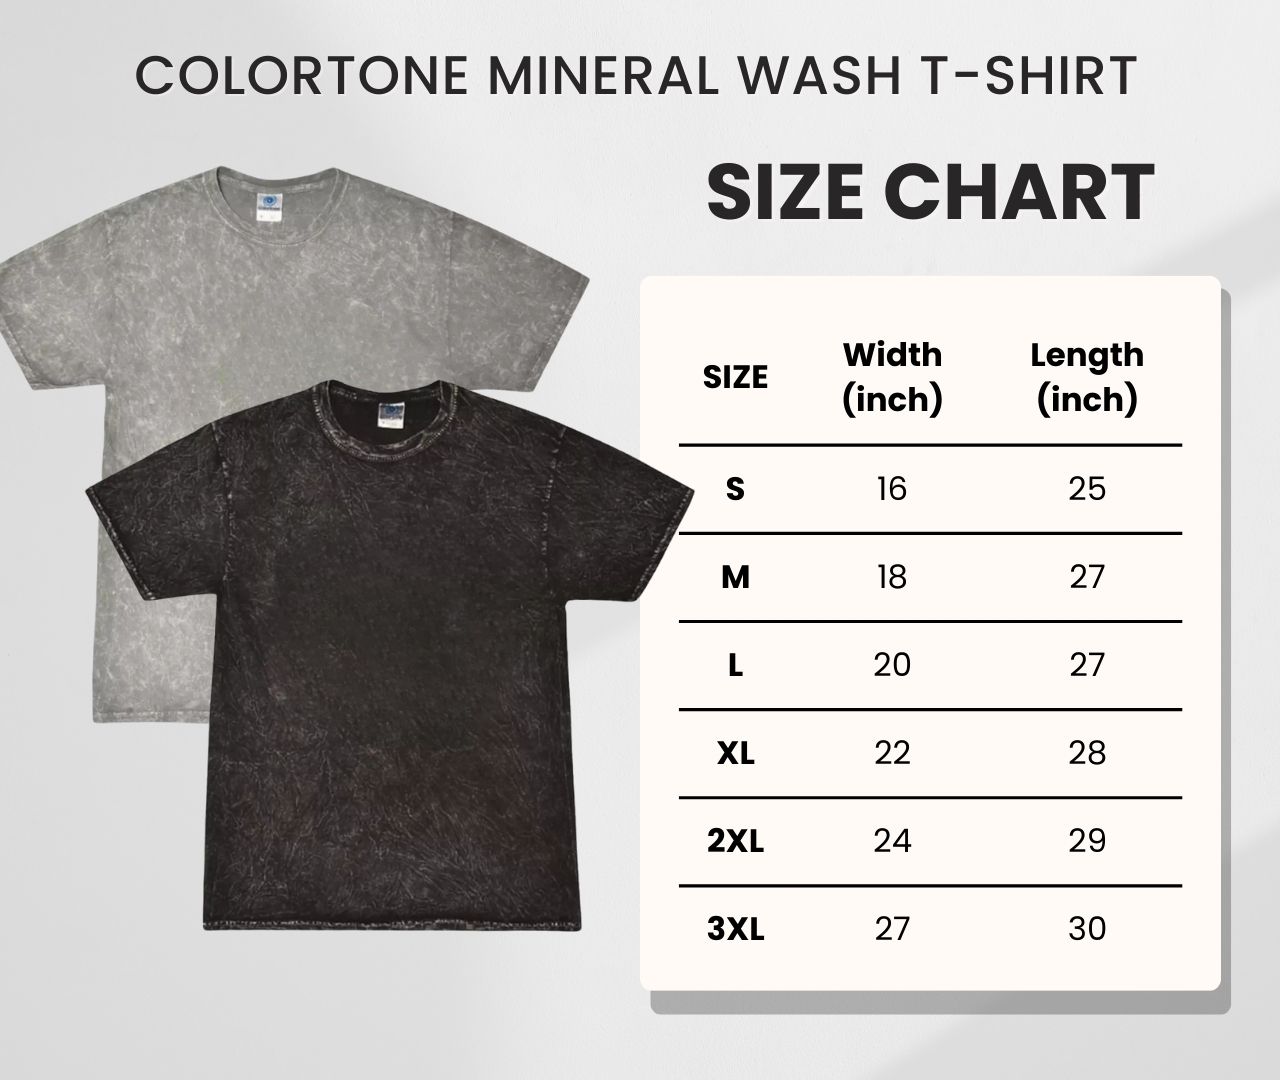 COLORTONE MINERAL WASH T-SHIRT
SIZE CHART
SIZE Width (inch) Length (inch)
S 16 25
M 18 27
L 20 27
XL 22 28
2XL 24 29
3XL 27 30